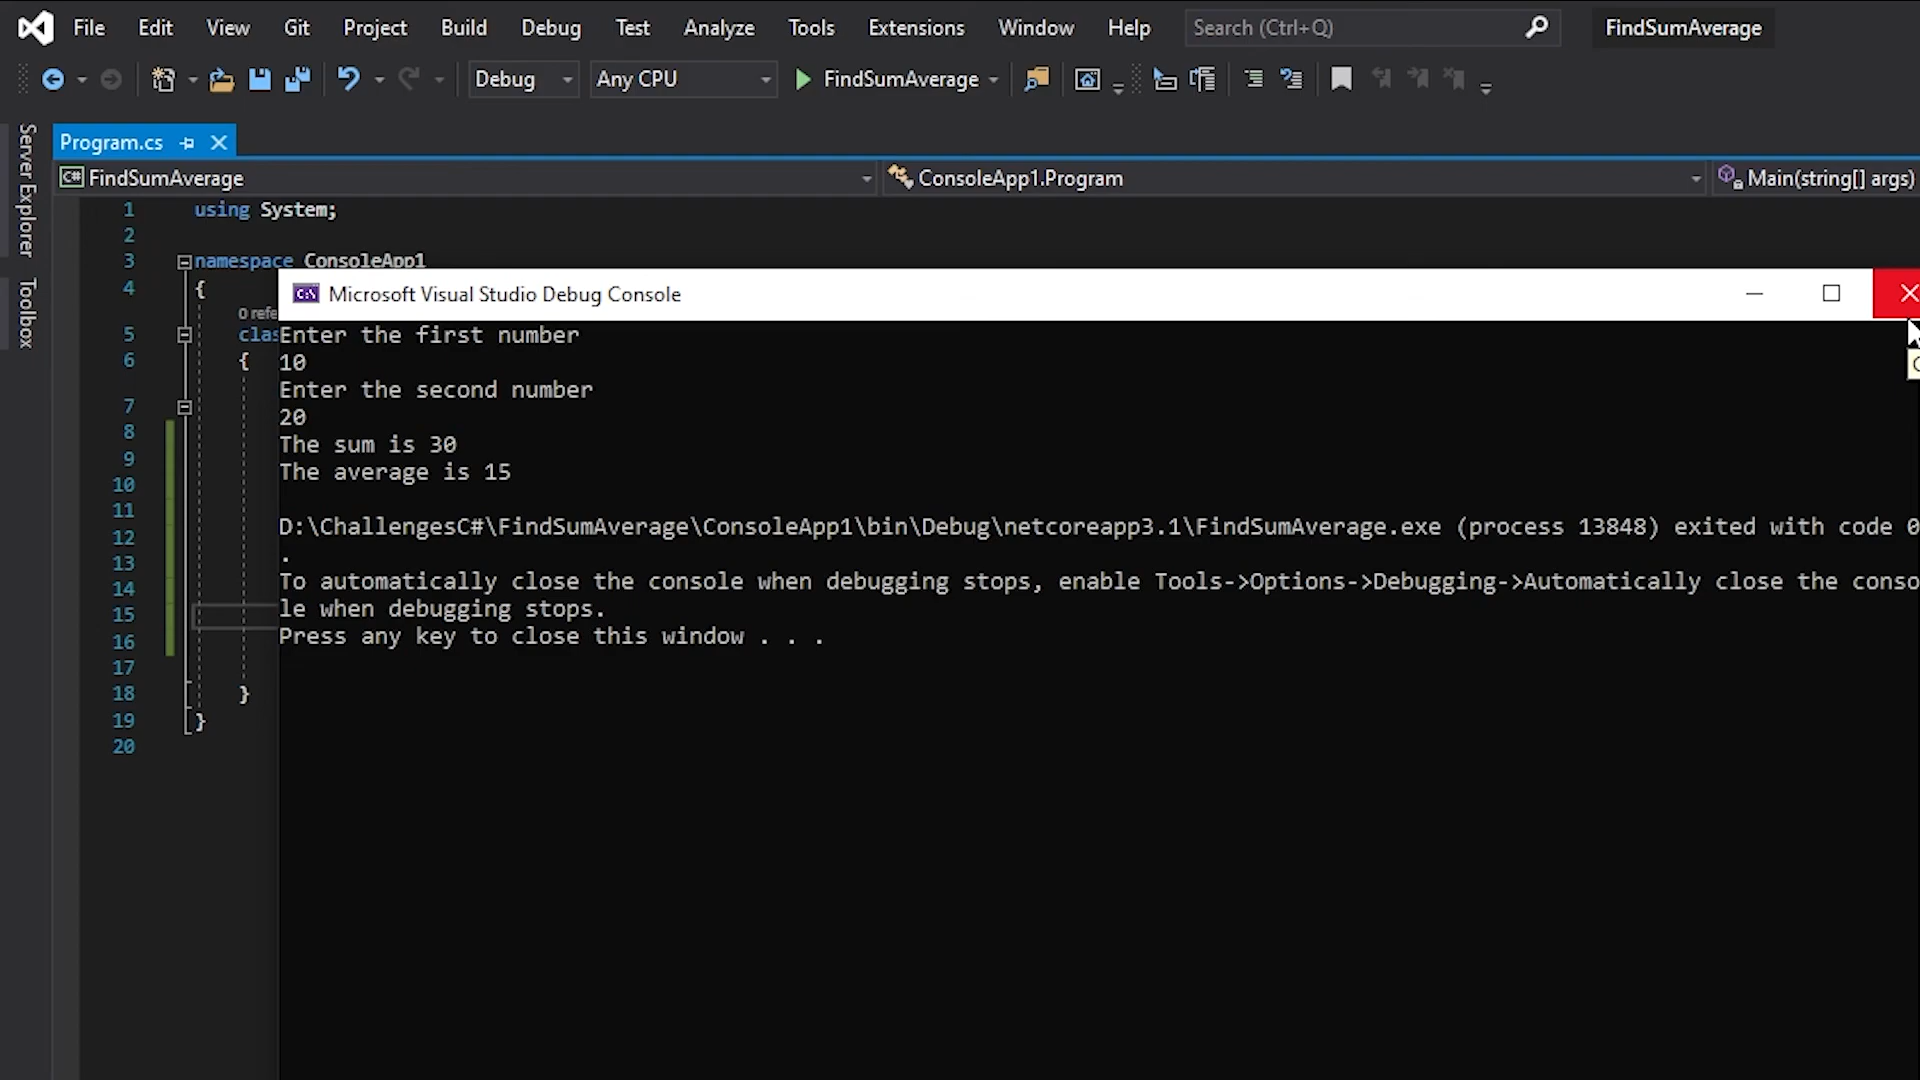 File Edit View Git Project Build Debug Test Tools Analyze Tools Extensions Window Help Search (Ctrl+Q) FindSumAverage
Debug Any CPU FindSumAverage
Server Explorer
Toolbox
Program.cs
C# FindSumAverage ConsoleApp1.Program Main(string[] args)
1 using System;
2
3 namespace ConsoleApp1
4 {
0 refe
5 clas
6 {
7
8
9
10
11
12
13
14
15
16
17
18 }
19 }
20
C:\ Microsoft Visual Studio Debug Console
Enter the first number
10
Enter the second number
20
The sum is 30
The average is 15
D:\ChallengesC#\FindSumAverage\ConsoleApp1\bin\Debug\netcoreapp3.1\FindSumAverage.exe (process 13848) exited with code 0
.
To automatically close the console when debugging stops, enable Tools->Options->Debugging->Automatically close the conso
le when debugging stops.
Press any key to close this window . . .